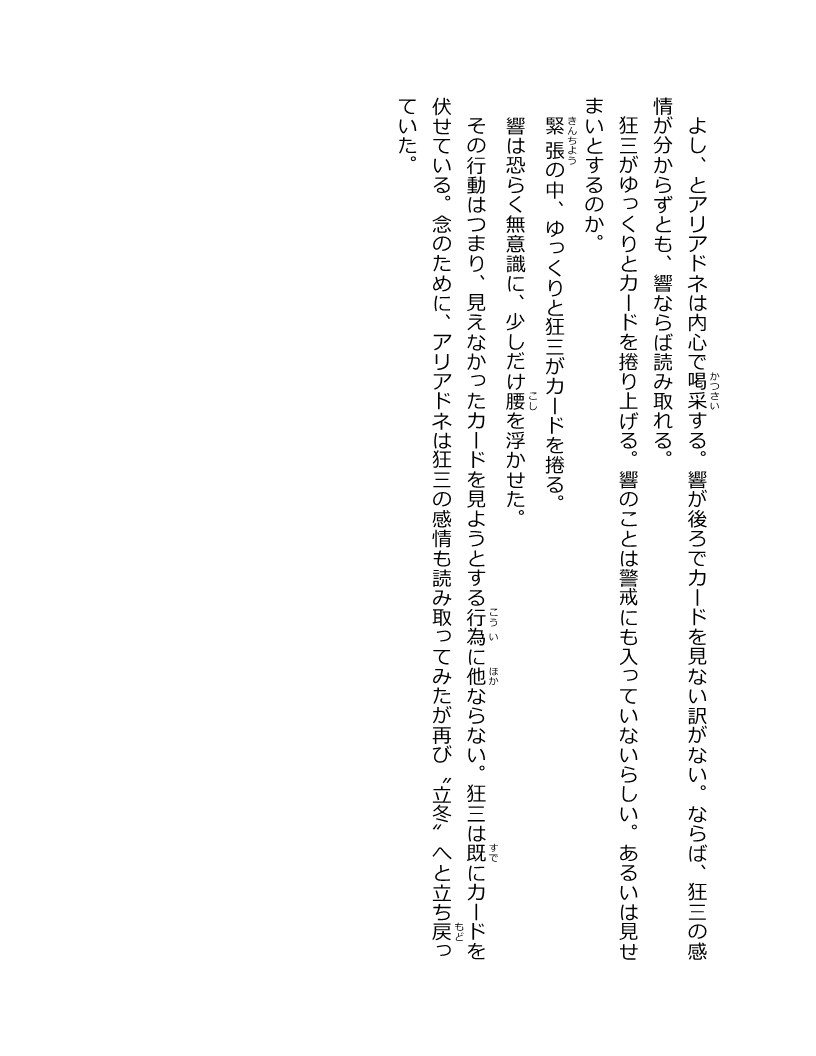 よし、とアリアドネは内心で喝采する。響が後ろでカードを見ない訳がない。ならば、狂三の感
情が分からずとも、響ならば読み取れる。
狂三がゆっくりとカードを捲り上げる。響のことは警戒にも入っていないらしい。あるいは見せ
まいとするのか。
緊張の中、ゆっくりと狂三がカードを捲る。
響は恐らく無意識に、少しだけ腰を浮かせた。
その行動はつまり、見えなかったカードを見ようとする行為に他ならない。狂三は既にカードを
伏せている。念のために、アリアドネは狂三の感情も読み取ってみたが再び〝立冬〟へと立ち戻っ
ていた。